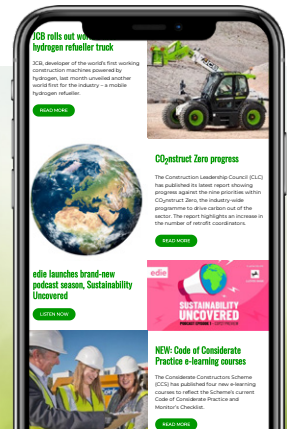 JCB rolls out world
hydrogen refueller truck
JCB, developer of the world's first working
construction machines powered by
hydrogen, last month unveiled another
world first for the industry – a mobile
hydrogen refueller.
READ MORE
CO₂nstruct Zero progress
The Construction Leadership Council (CLC)
has published its latest report showing
progress against the nine priorities within
CO₂nstruct Zero, the industry-wide
programme to drive carbon out of the
sector. The report highlights an increase in
the number of retrofit coordinators.
READ MORE
edie launches brand-new
podcast season, Sustainability
Uncovered
LISTEN NOW
edie
SUSTAINABILITY
UNCOVERED
NEW: Code of Considerate
Practice e-learning courses
The Considerate Constructors Scheme
(CCS) has published four new e-learning
courses to reflect the Scheme's current
Code of Considerate Practice and
Monitor's Checklist.
READ MORE